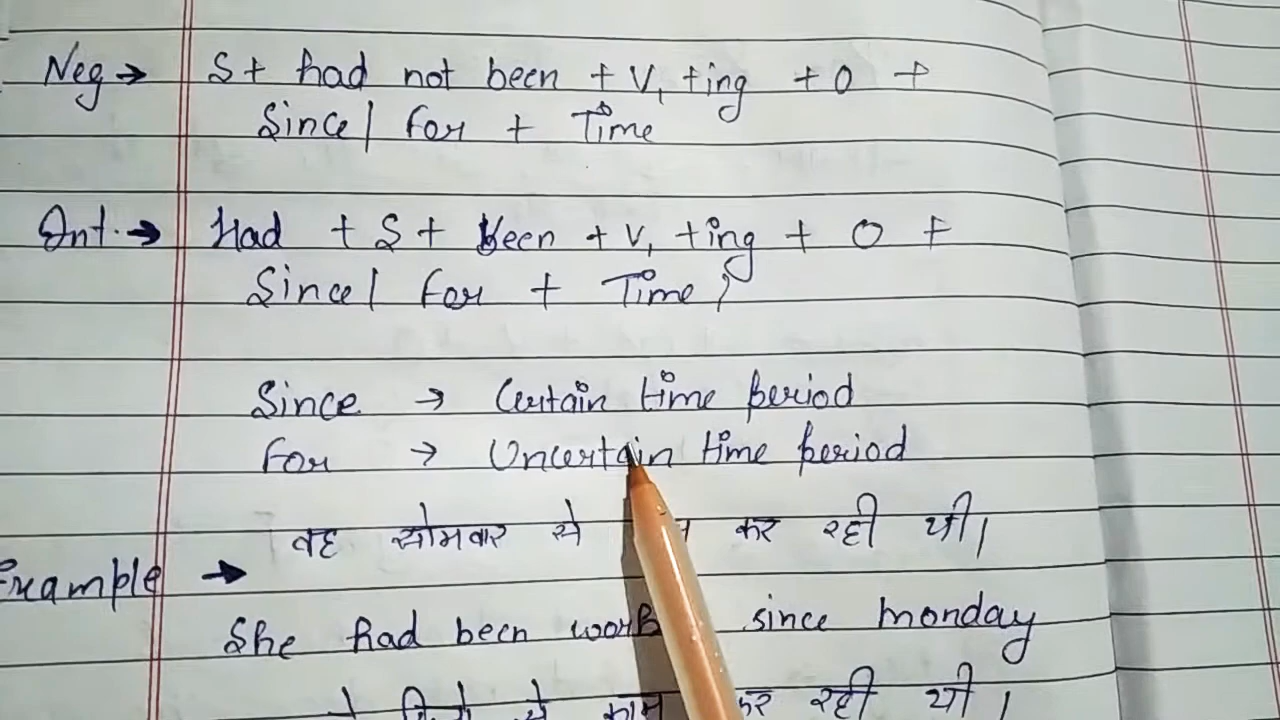 Neg → S + had not been + V₁ + ing + O +
Since / for + Time
Int. → Had + S + been + V₁ + ing + O +
Since / for + Time ?
Since → Certain time period
For → Uncertain time period
वह सोमवार से कर रही थी।
Example →
She had been since monday
से काम कर रही थी।